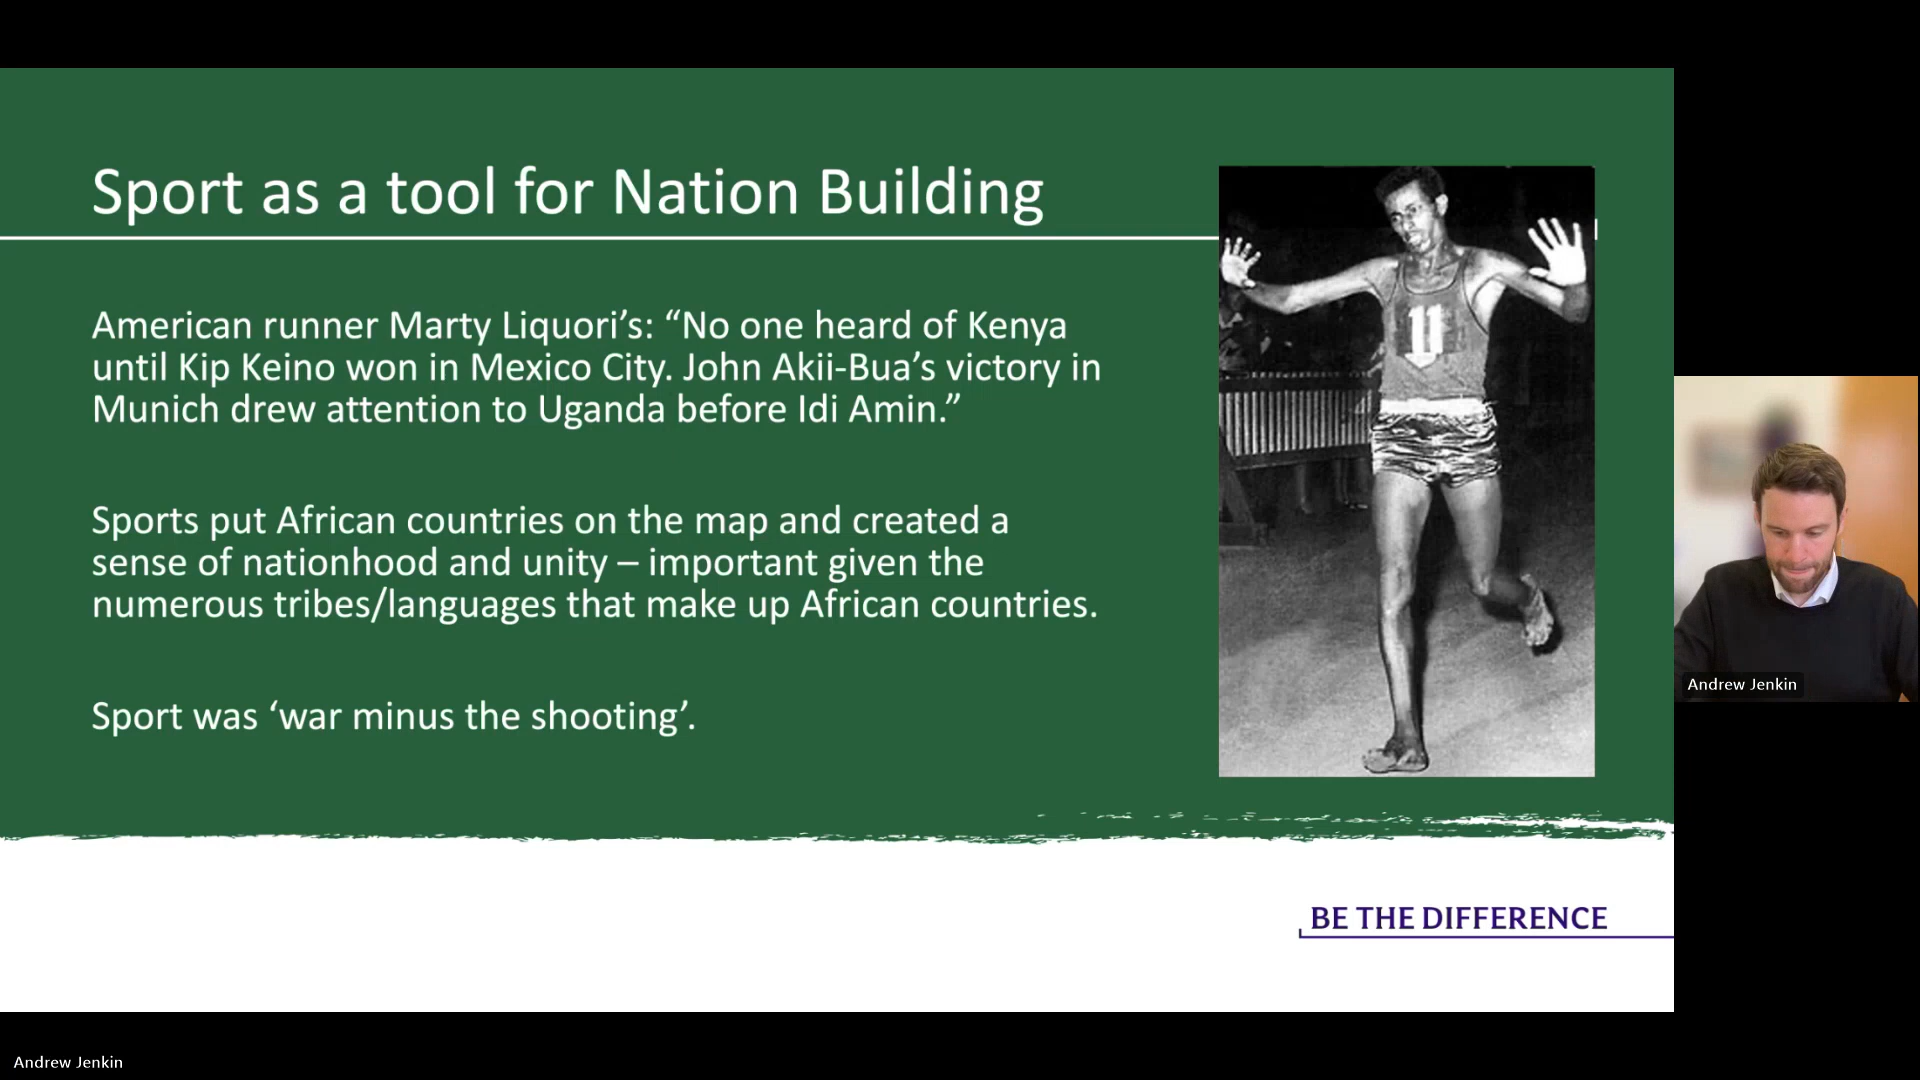 Sport as a tool for Nation Building
American runner Marty Liquori’s: “No one heard of Kenya
until Kip Keino won in Mexico City. John Akii-Bua’s victory in
Munich drew attention to Uganda before Idi Amin.”
Sports put African countries on the map and created a
sense of nationhood and unity – important given the
numerous tribes/languages that make up African countries.
Sport was ‘war minus the shooting’.
11
BE THE DIFFERENCE
Andrew Jenkin
Andrew Jenkin